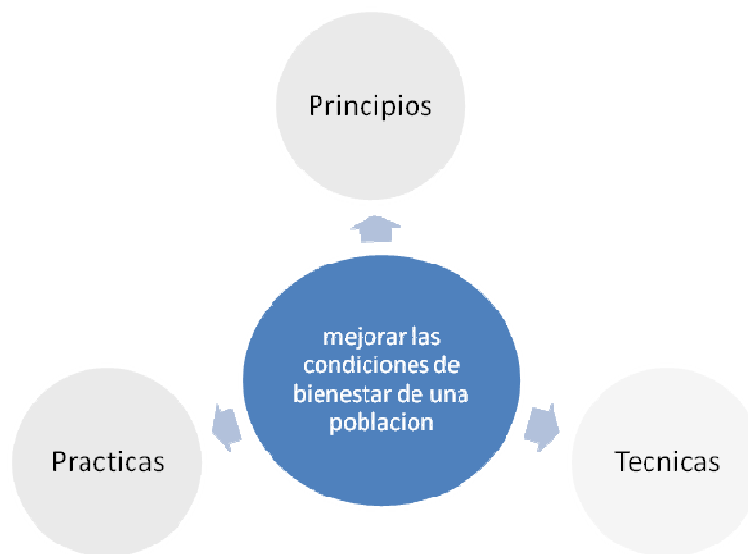 Principios
mejorar las
condiciones de
bienestar de una
poblacion
Practicas
Tecnicas